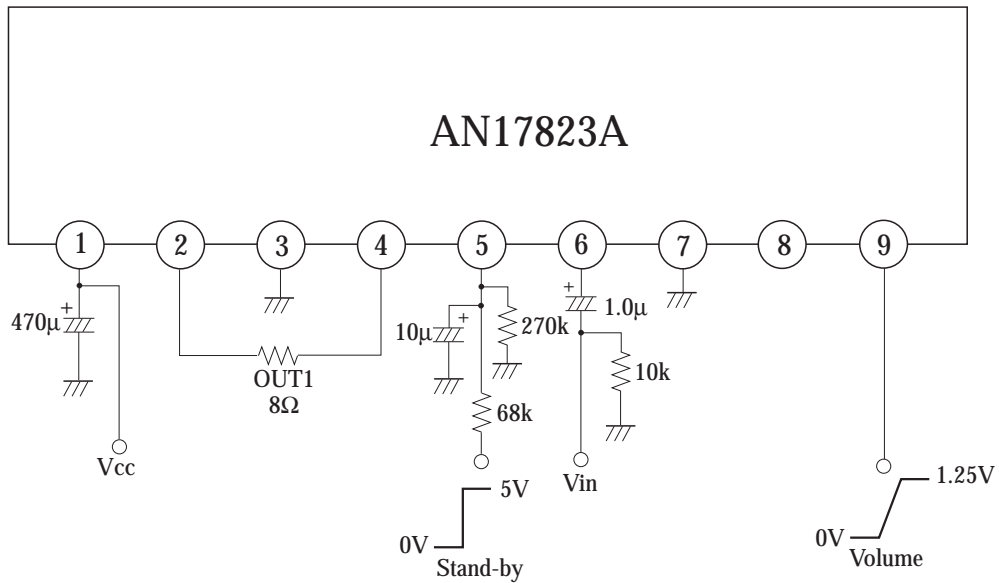 AN17823A
1 2 3 4 5 6 7 8 9
470μ
+
10μ
+
270k
+
1.0μ
10k
OUT1
8Ω
68k
Vcc
Vin
5V
0V
Stand-by
1.25V
0V
Volume